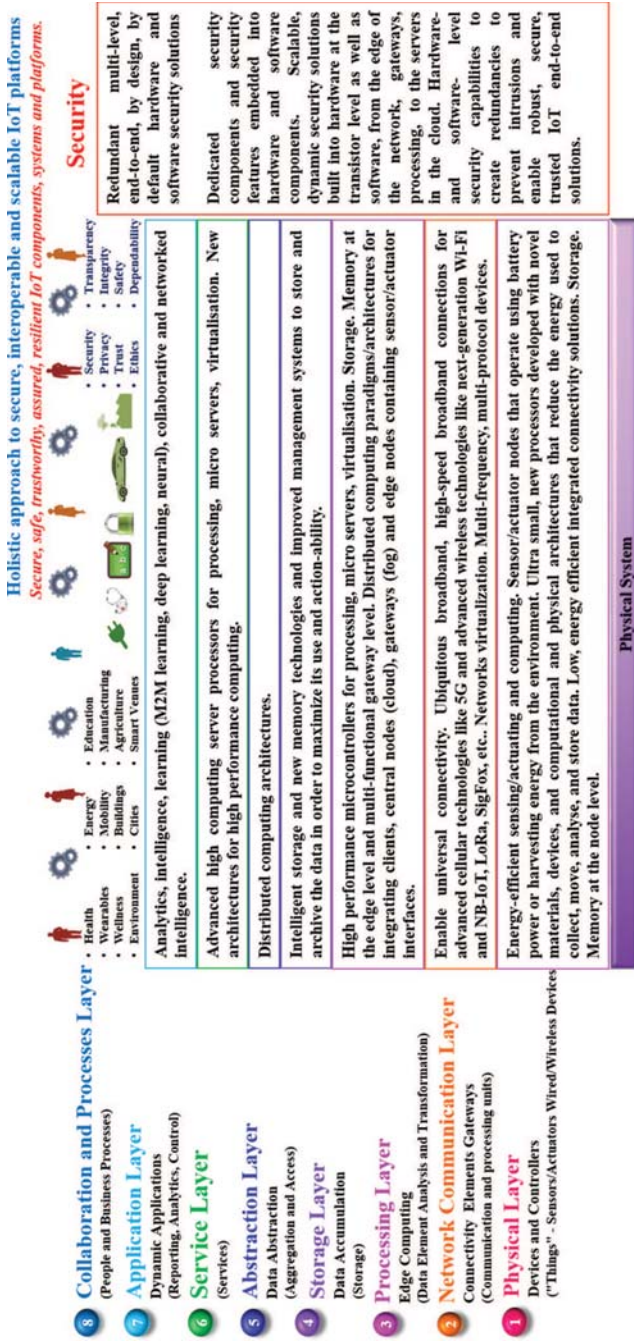 Holistic approach to secure, interoperable and scalable IoT platforms
Secure, safe, trustworthy, assured, resilient IoT components, systems and platforms.
8
Collaboration and Processes Layer
(People and Business Processes)
• Health
• Wearables
• Wellness
• Environment
• Energy
• Mobility
• Buildings
• Cities
• Education
• Manufacturing
• Agriculture
• Smart Venues
a b c
• Security
• Privacy
• Trust
• Ethics
• Transparency
• Integrity
• Safety
• Dependability
7
Application Layer
Dynamic Applications
(Reporting, Analytics, Control)
Analytics, intelligence, learning (M2M learning, deep learning, neural), collaborative and networked
intelligence.
6
Service Layer
(Services)
Advanced high computing server processors for processing, micro servers, virtualisation. New
architectures for high performance computing.
5
Abstraction Layer
Data Abstraction
(Aggregation and Access)
Distributed computing architectures.
4
Storage Layer
Data Accumulation
(Storage)
Intelligent storage and new memory technologies and improved management systems to store and
archive the data in order to maximize its use and action-ability.
3
Processing Layer
Edge Computing
(Data Element Analysis and Transformation)
High performance microcontrollers for processing, micro servers, virtualisation. Storage. Memory at
the edge level and multi-functional gateway level. Distributed computing paradigms/architectures for
integrating clients, central nodes (cloud), gateways (fog) and edge nodes containing sensor/actuator
interfaces.
2
Network Communication Layer
Connectivity Elements Gateways
(Communication and processing units)
Enable universal connectivity. Ubiquitous broadband, high-speed broadband connections for
advanced cellular technologies like 5G and advanced wireless technologies like next-generation Wi-Fi
and NB-IoT, LoRa, SigFox, etc.. Networks virtualization. Multi-frequency, multi-protocol devices.
1
Physical Layer
Devices and Controllers
("Things" - Sensors/Actuators Wired/Wireless Devices
Energy-efficient sensing/actuating and computing. Sensor/actuator nodes that operate using battery
power or harvesting energy from the environment. Ultra small, new processors developed with novel
materials, devices, and computational and physical architectures that reduce the energy used to
collect, move, analyse, and store data. Low, energy efficient integrated connectivity solutions. Storage.
Memory at the node level.
Physical System
Security
Redundant multi-level,
end-to-end, by design, by
default hardware and
software security solutions
Dedicated security
components and security
features embedded into
hardware and software
components. Scalable,
dynamic security solutions
built into hardware at the
transistor level as well as
software, from the edge of
the network, gateways,
processing, to the servers
in the cloud. Hardware-
and software- level
security capabilities to
create redundancies to
prevent intrusions and
enable robust, secure,
trusted IoT end-to-end
solutions.